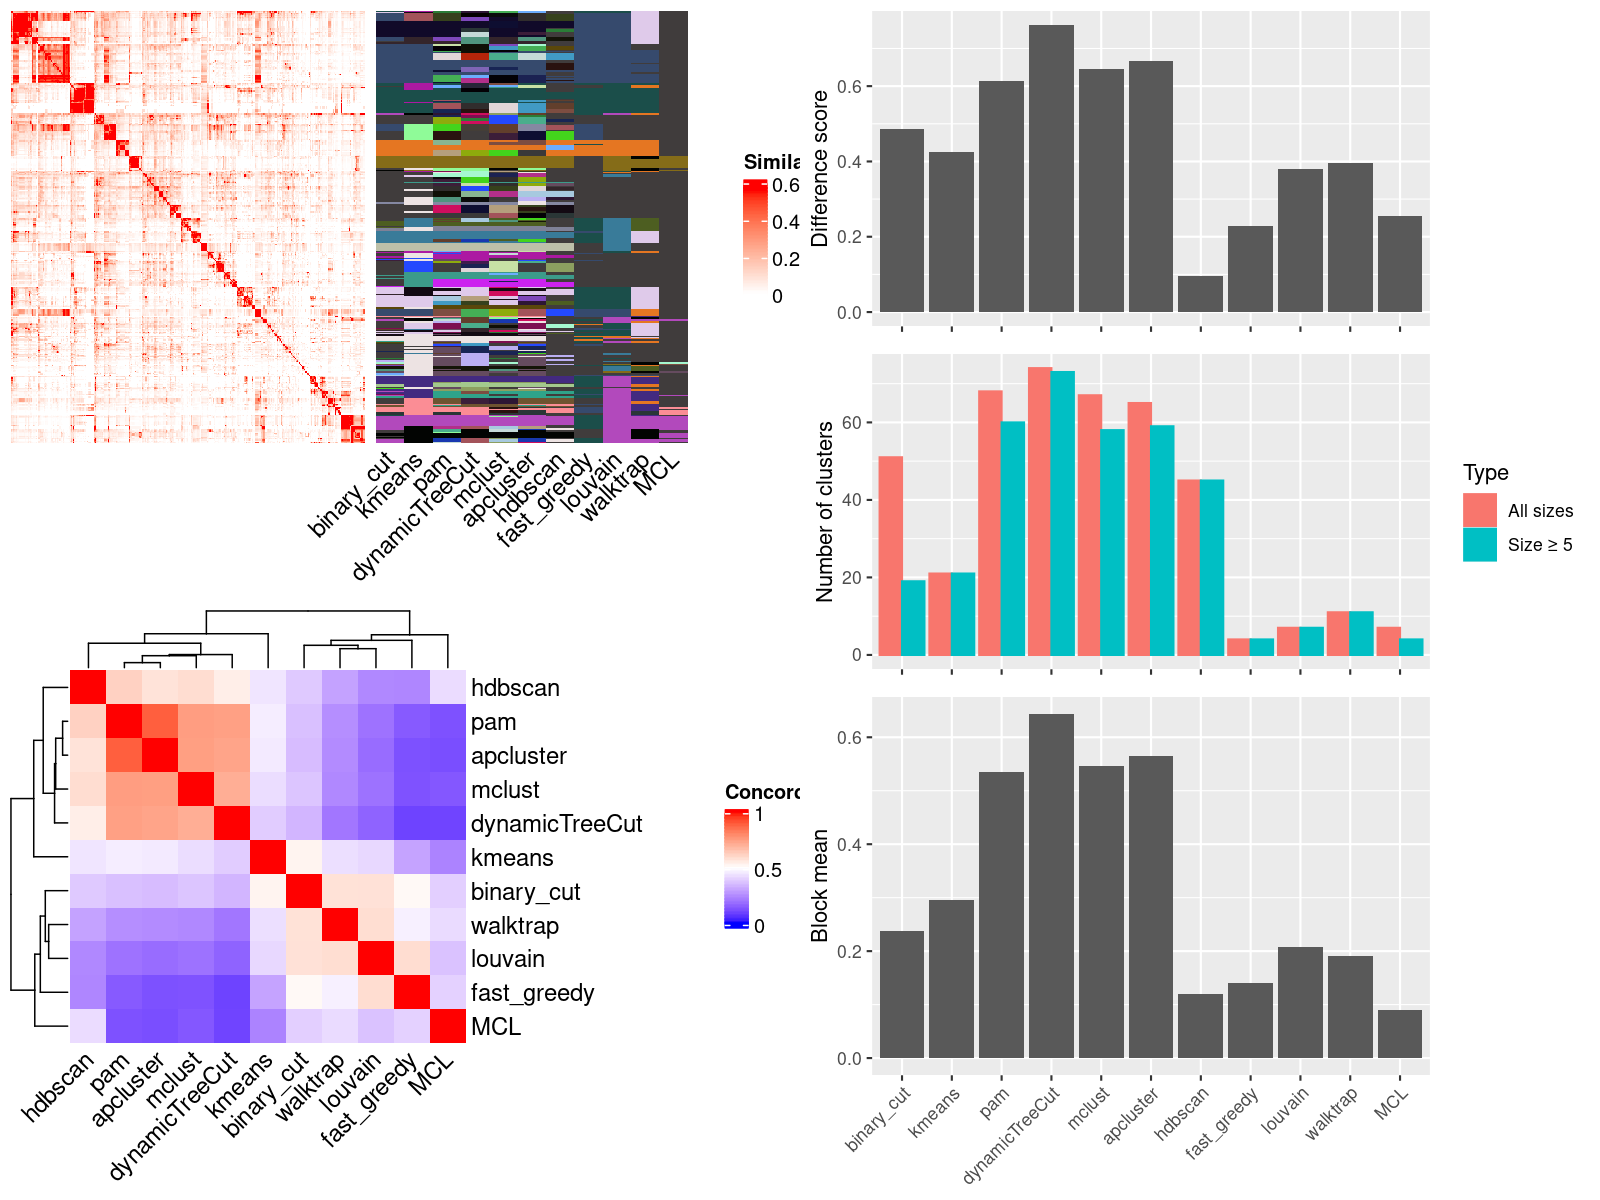 Simila
0.6
0.4
0.2
0
binary_cut
kmeans
pam
dynamicTreeCut
mclust
apcluster
hdbscan
fast_greedy
louvain
walktrap
MCL
hdbscan
pam
apcluster
mclust
dynamicTreeCut
kmeans
binary_cut
walktrap
louvain
fast_greedy
MCL
hdbscan
pam
apcluster
mclust
dynamicTreeCut
kmeans
binary_cut
walktrap
louvain
fast_greedy
MCL
Concord
1
0.5
0
Difference score
0.6
0.4
0.2
0.0
Number of clusters
60
40
20
0
Type
All sizes
Size ≥ 5
Block mean
0.6
0.4
0.2
0.0
binary_cut
kmeans
pam
dynamicTreeCut
mclust
apcluster
hdbscan
fast_greedy
louvain
walktrap
MCL